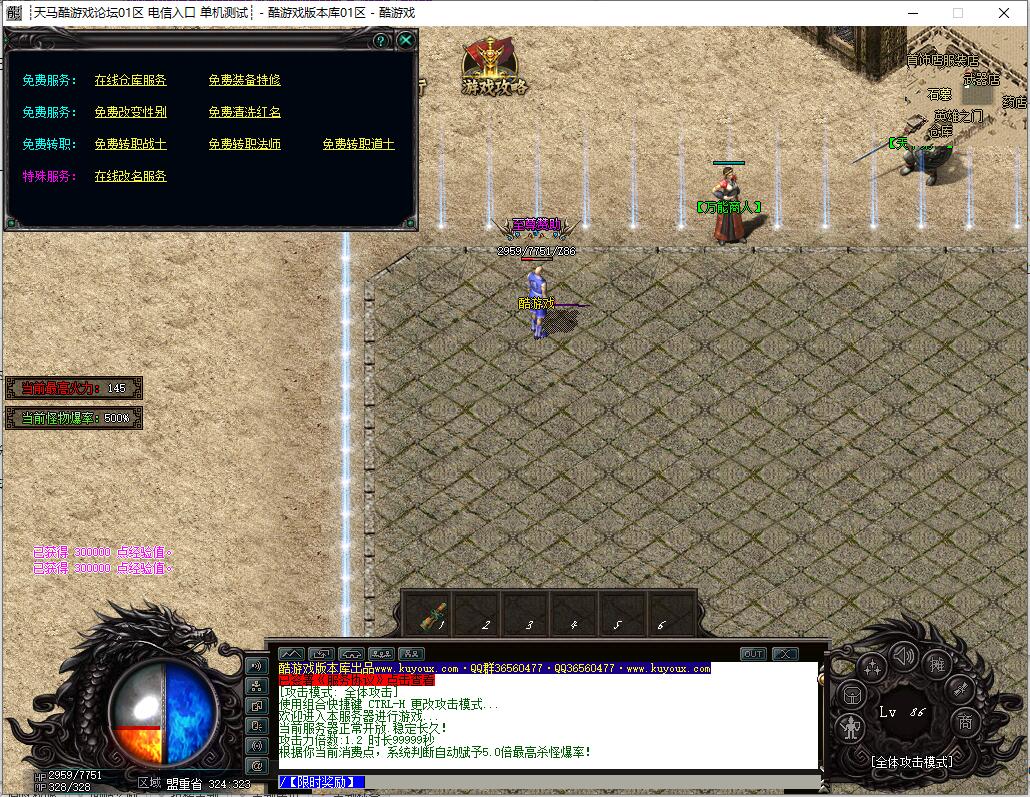 天马酷游戏论坛01区 电信入口 单机测试 - 酷游戏版本库01区 - 酷游戏
免费服务: 在线仓库服务 免费装备特修
免费服务: 免费改变性别 免费清洗红名
免费转职: 免费转职战士 免费转职法师 免费转职道士
特殊服务: 在线改名服务
游戏攻略
首饰店服装店
武器店
石墓
药店
英雄之门
仓库
【天
【万能商人】
至尊赞助
2959/7751/Z86
酷游戏
当前最高火力: 145
当前怪物爆率: 500%
已获得 300000 点经验值。
已获得 300000 点经验值。
1 2 3 4 5 6
OUT
酷游戏版本库出品www.kuyoux.com·QQ群36560477·QQ36560477·www.kuyoux.com
已签署《服务协议》点击查看
[攻击模式: 全体攻击]
使用组合快捷键 CTRL-H 更改攻击模式...
欢迎进入本服务器进行游戏...
当前服务器正常开放 稳定长久!
攻击力倍数:1.2 时长99999秒
根据你当前消费点, 系统判断自动赋予5.0倍最高杀怪爆率!
/【限时奖励】
HP 2959/7751
MP 328/328
区域 盟重省 324:323
摊
商
Lv 86
[全体攻击模式]